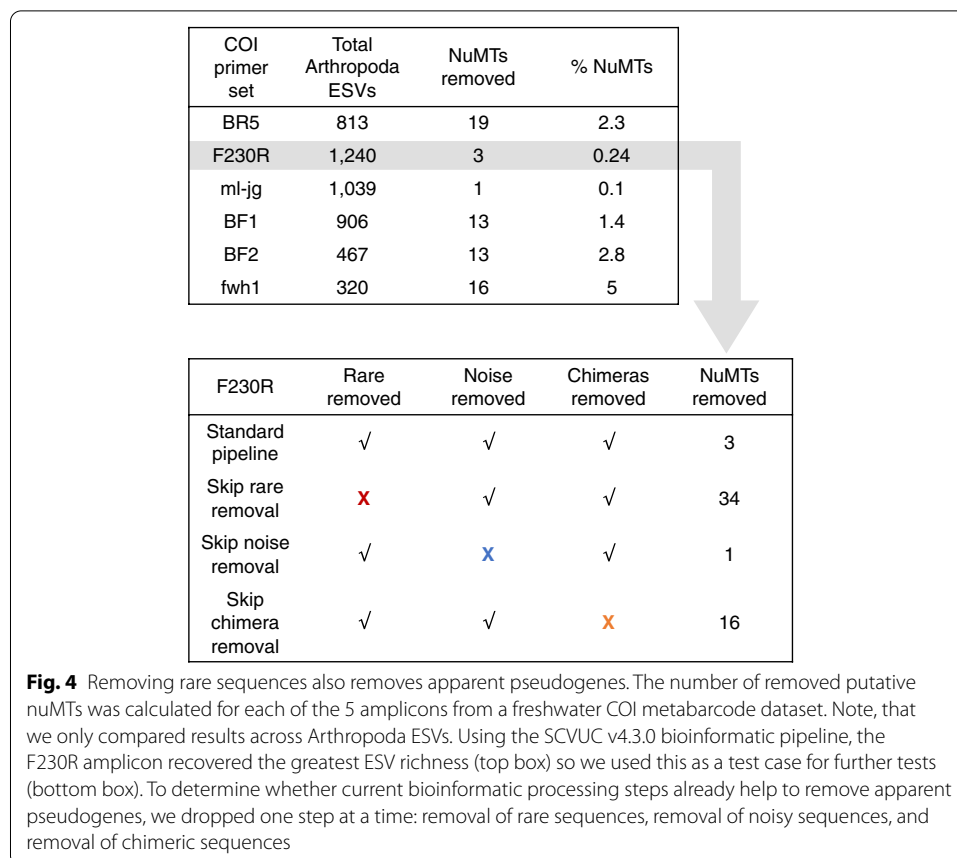 COI primer set | Total Arthropoda ESVs | NuMTs removed | % NuMTs
BR5 | 813 | 19 | 2.3
F230R | 1,240 | 3 | 0.24
ml-jg | 1,039 | 1 | 0.1
BF1 | 906 | 13 | 1.4
BF2 | 467 | 13 | 2.8
fwh1 | 320 | 16 | 5
F230R | Rare removed | Noise removed | Chimeras removed | NuMTs removed
Standard pipeline | √ | √ | √ | 3
Skip rare removal | X | √ | √ | 34
Skip noise removal | √ | X | √ | 1
Skip chimera removal | √ | √ | X | 16
Fig. 4 Removing rare sequences also removes apparent pseudogenes. The number of removed putative
nuMTs was calculated for each of the 5 amplicons from a freshwater COI metabarcode dataset. Note, that
we only compared results across Arthropoda ESVs. Using the SCVUC v4.3.0 bioinformatic pipeline, the
F230R amplicon recovered the greatest ESV richness (top box) so we used this as a test case for further tests
(bottom box). To determine whether current bioinformatic processing steps already help to remove apparent
pseudogenes, we dropped one step at a time: removal of rare sequences, removal of noisy sequences, and
removal of chimeric sequences